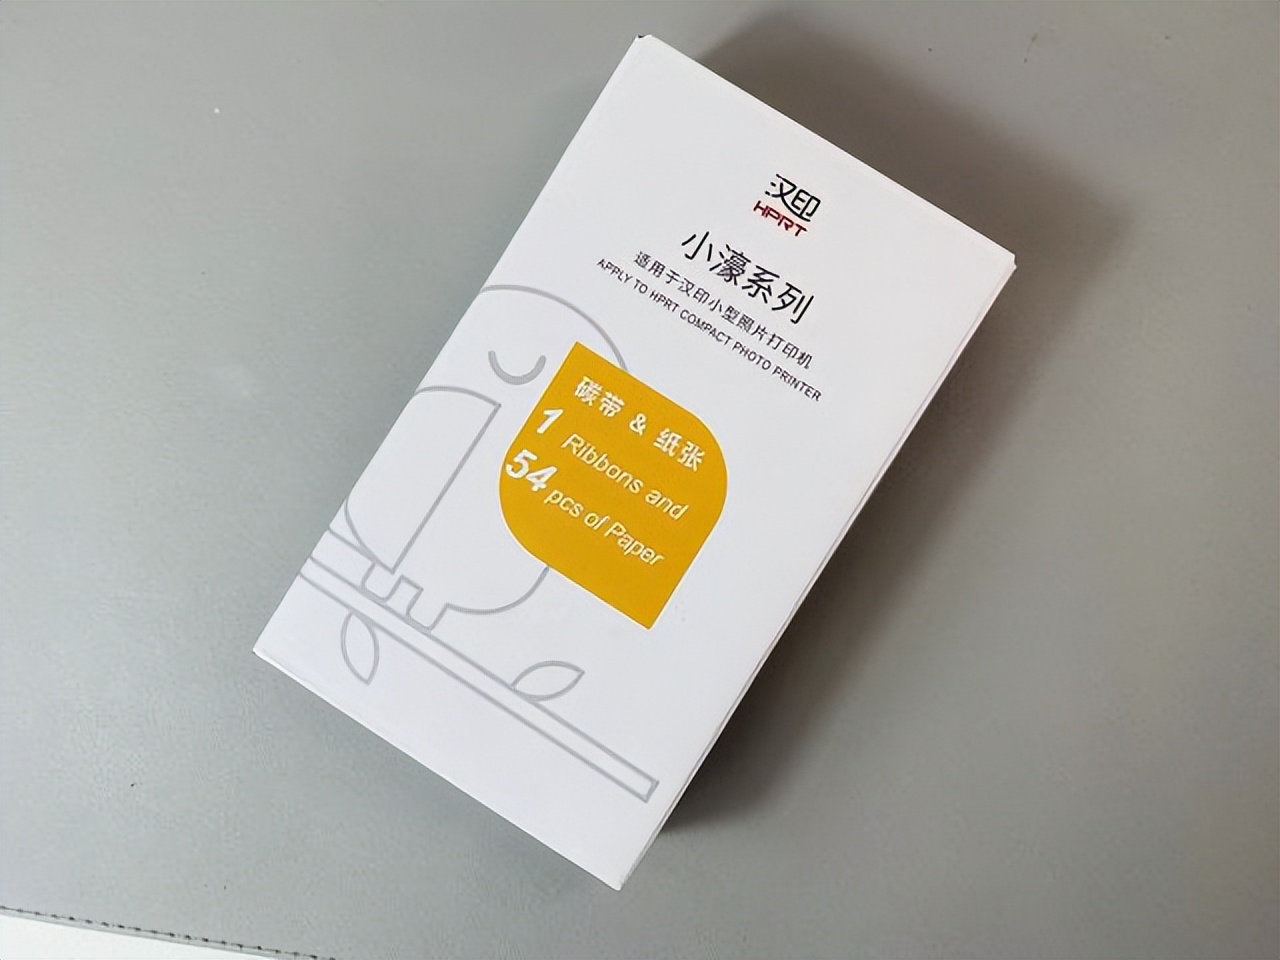 汉印
HPRT
小濠系列
适用于汉印小型照片打印机
APPLY TO HPRT COMPACT PHOTO PRINTER
碳带 & 纸张
1 Ribbons and
54 pcs of Paper